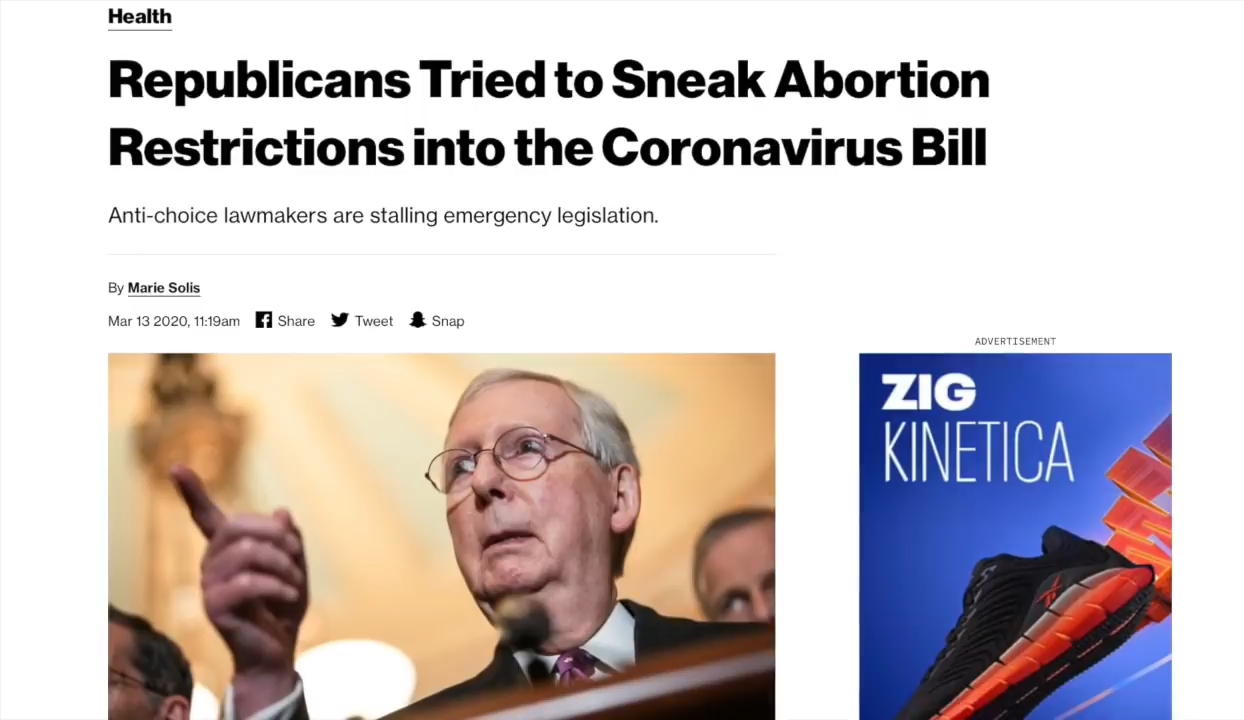 Health
Republicans Tried to Sneak Abortion
Restrictions into the Coronavirus Bill
Anti-choice lawmakers are stalling emergency legislation.
By Marie Solis
Mar 13 2020, 11:19am Share Tweet Snap
ADVERTISEMENT
ZIG
KINETICA